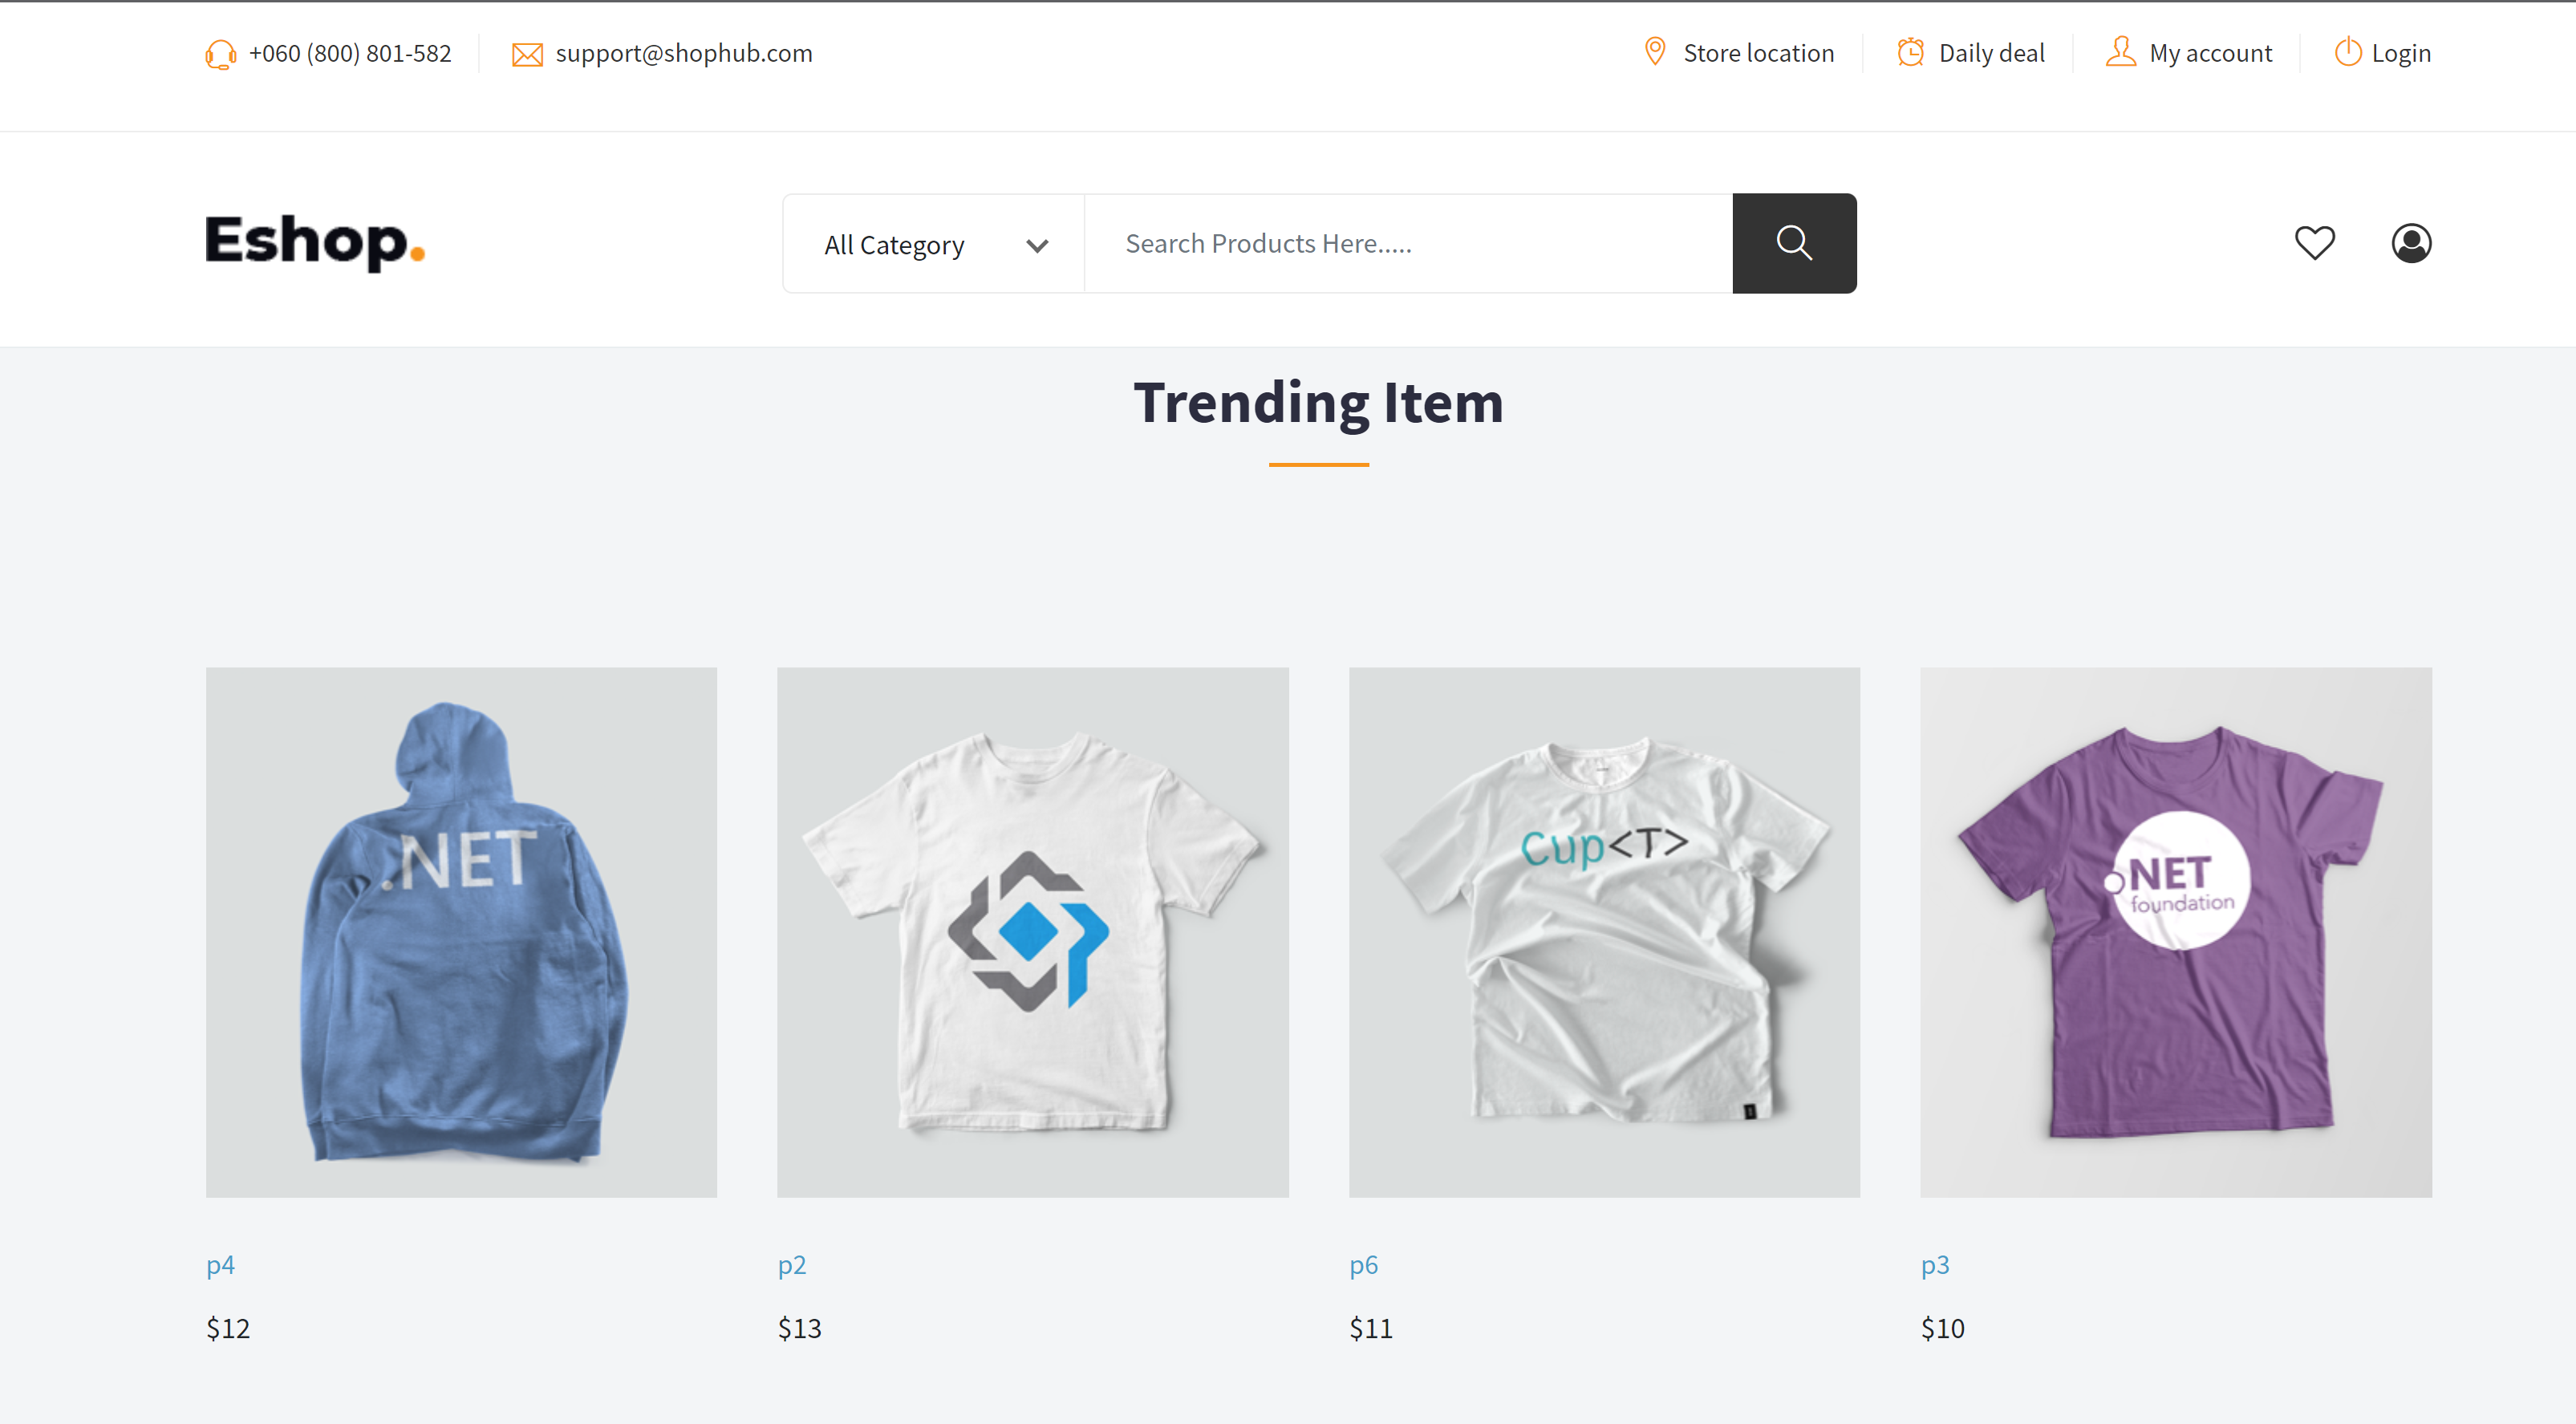 +060 (800) 801-582
support@shophub.com
Store location
Daily deal
My account
Login
Eshop.
All Category
Search Products Here.....
Trending Item
.NET
Cup<T>
NET
foundation
p4
p2
p6
p3
$12
$13
$11
$10